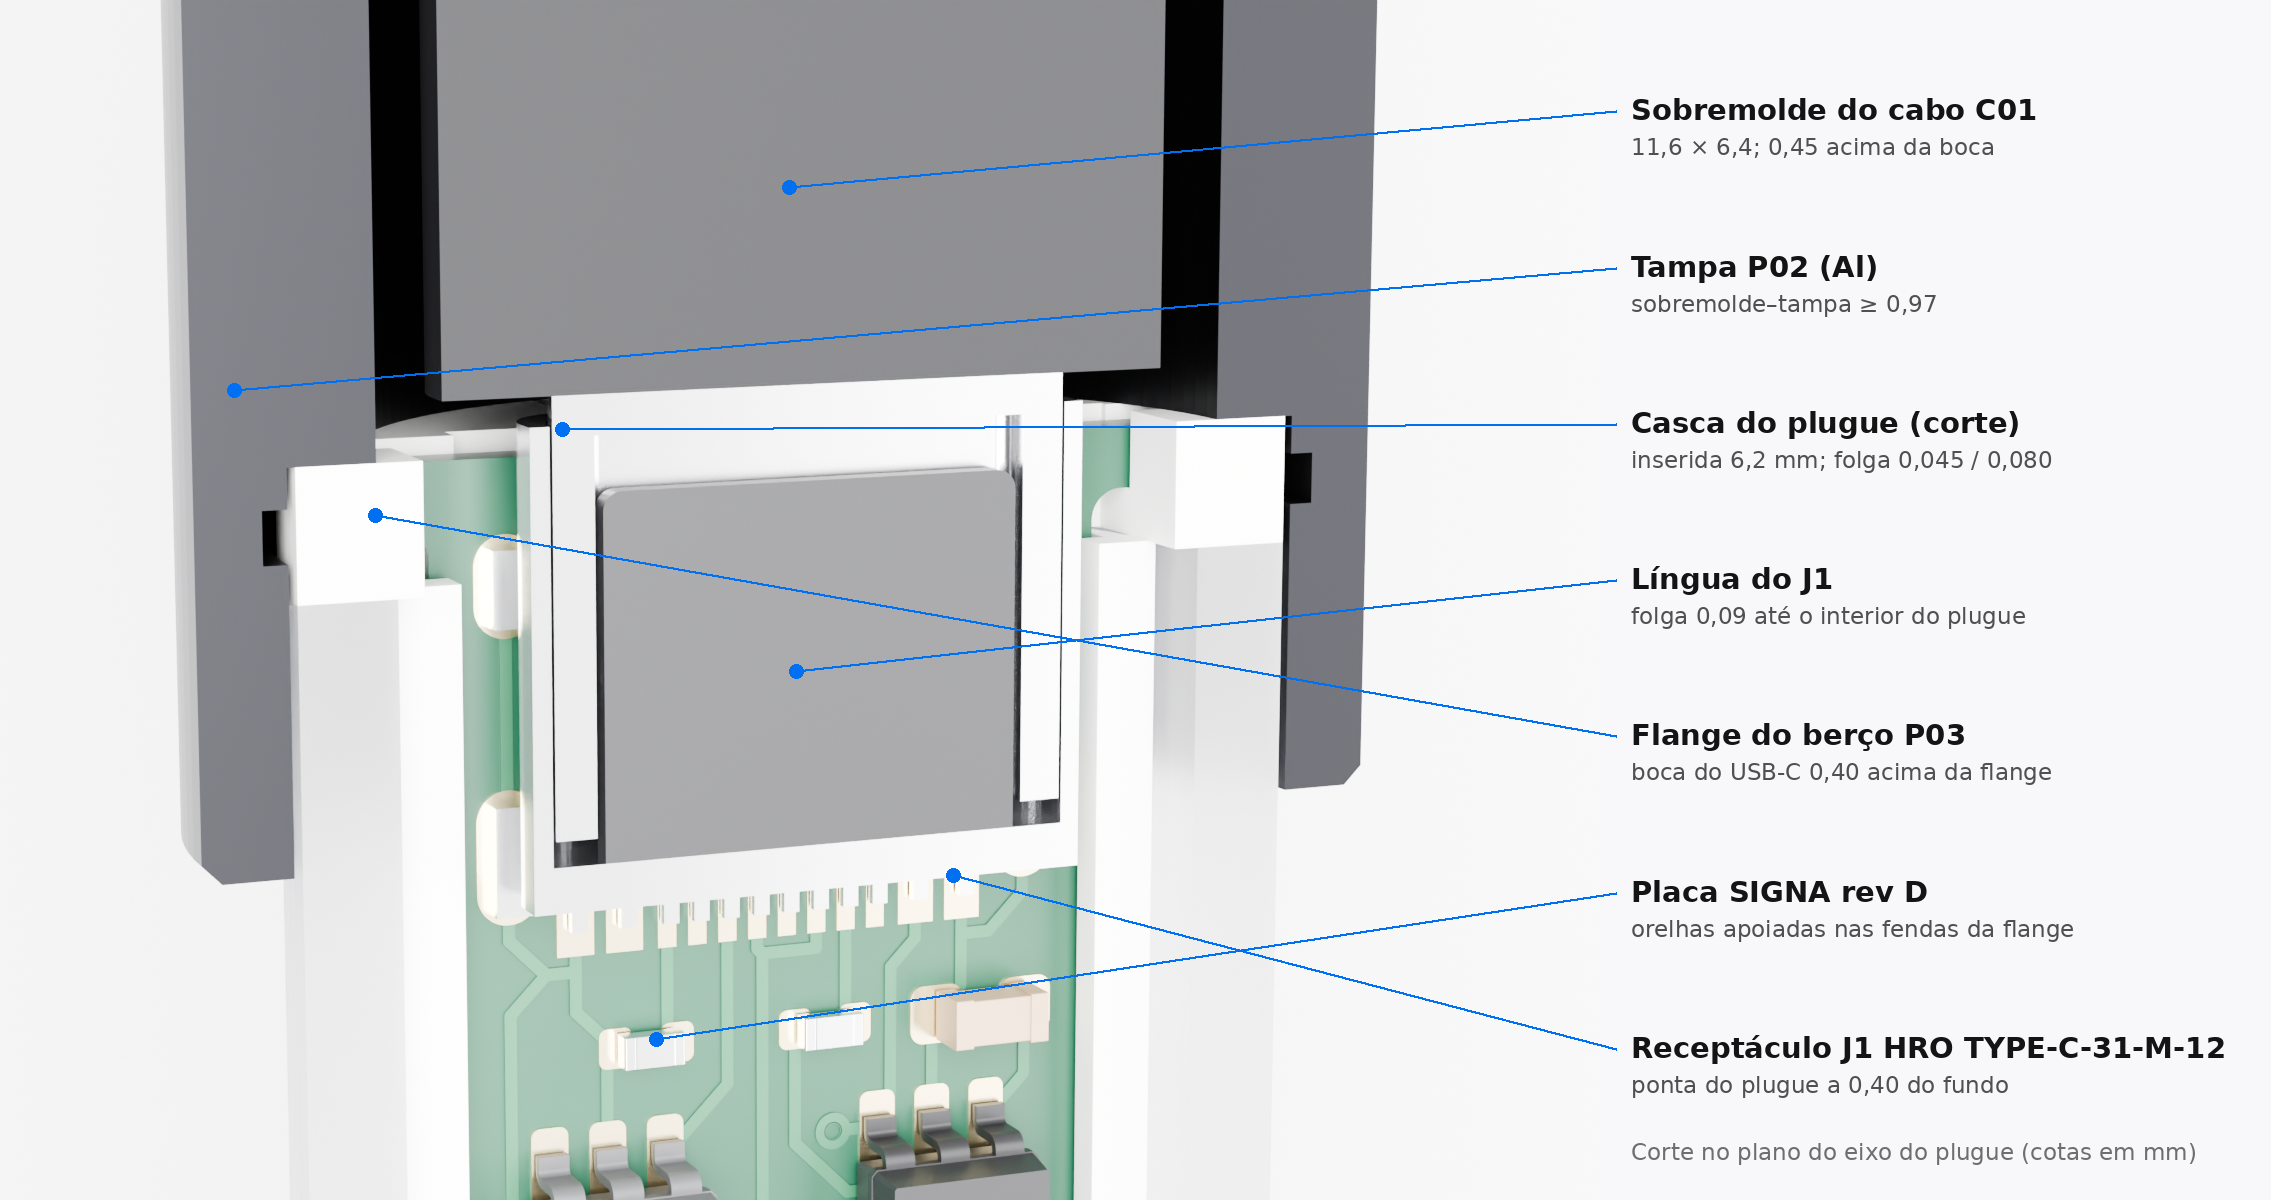 Sobremolde do cabo C01
11,6 × 6,4; 0,45 acima da boca
Tampa P02 (Al)
sobremolde–tampa ≥ 0,97
Casca do plugue (corte)
inserida 6,2 mm; folga 0,045 / 0,080
Língua do J1
folga 0,09 até o interior do plugue
Flange do berço P03
boca do USB-C 0,40 acima da flange
Placa SIGNA rev D
orelhas apoiadas nas fendas da flange
Receptáculo J1 HRO TYPE-C-31-M-12
ponta do plugue a 0,40 do fundo
Corte no plano do eixo do plugue (cotas em mm)